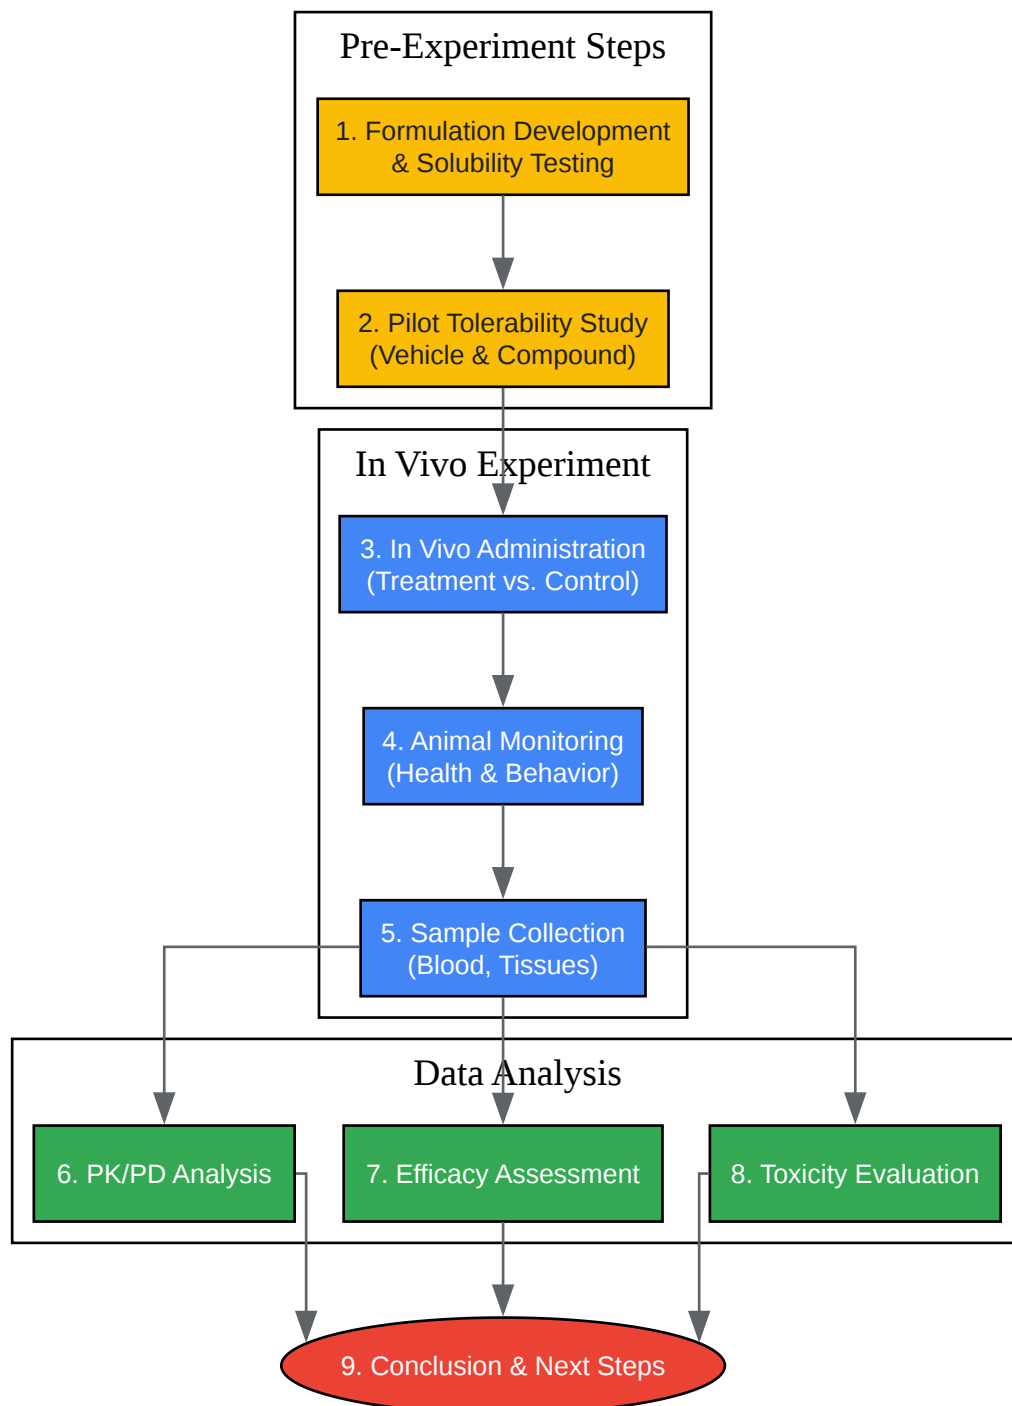 Pre-Experiment Steps
1. Formulation Development
& Solubility Testing
2. Pilot Tolerability Study
(Vehicle & Compound)
In Vivo Experiment
3. In Vivo Administration
(Treatment vs. Control)
4. Animal Monitoring
(Health & Behavior)
5. Sample Collection
(Blood, Tissues)
Data Analysis
6. PK/PD Analysis
7. Efficacy Assessment
8. Toxicity Evaluation
9. Conclusion & Next Steps